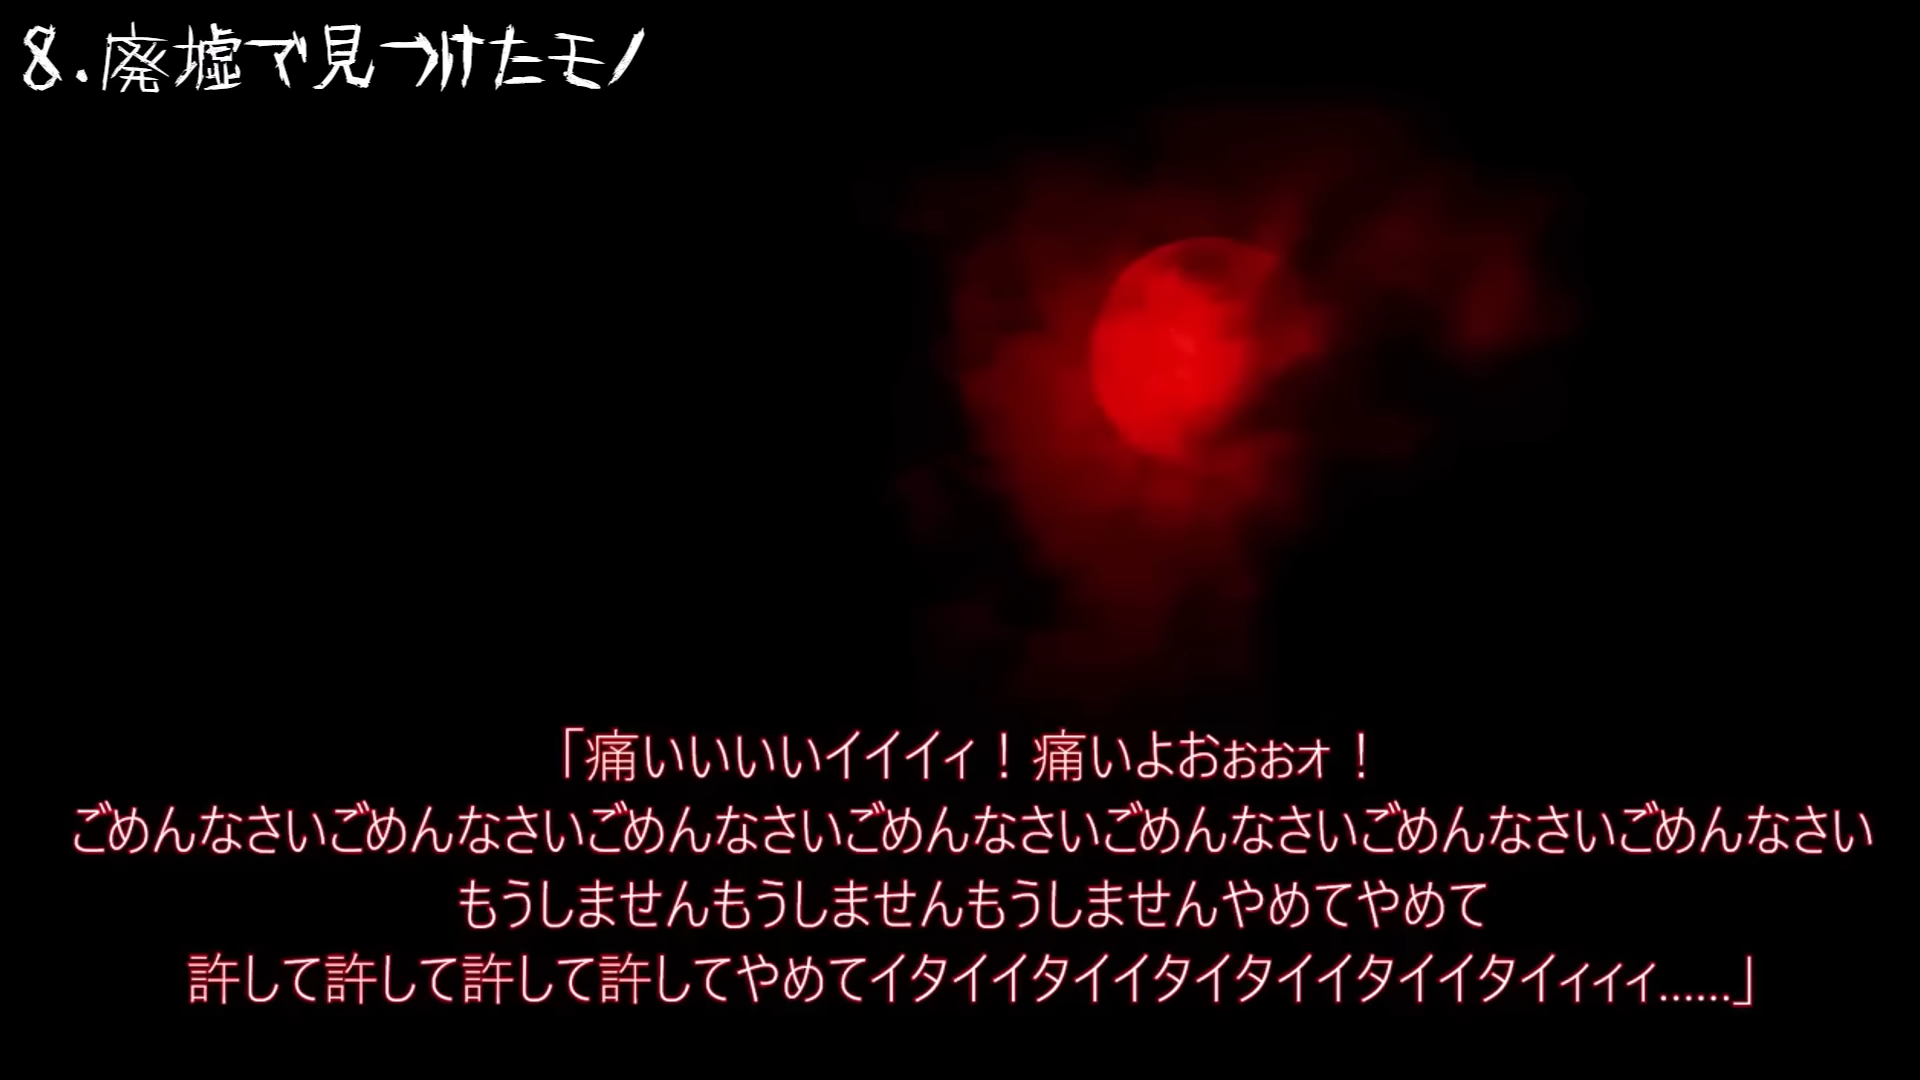 8.廃墟で見つけたモノ
「痛いいいいイイイィ！痛いよおぉぉォ！
ごめんなさいごめんなさいごめんなさいごめんなさいごめんなさいごめんなさいごめんなさい
もうしませんもうしませんもうしませんやめてやめて
許して許して許して許してやめてイタイイタイイタイタイイタイイタイィィィ……」